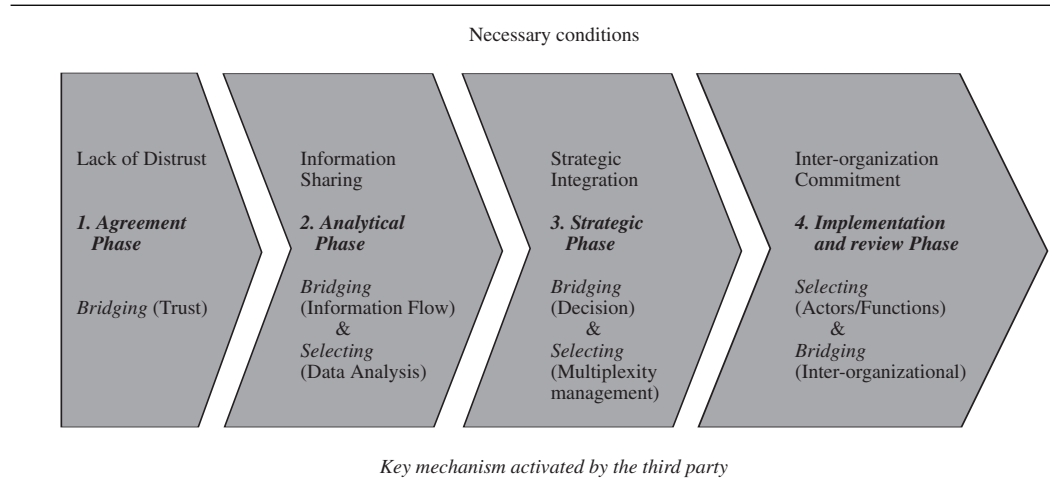 Necessary conditions
Lack of Distrust
1. Agreement
Phase
Bridging (Trust)
Information
Sharing
2. Analytical
Phase
Bridging
(Information Flow)
&
Selecting
(Data Analysis)
Strategic
Integration
3. Strategic
Phase
Bridging
(Decision)
&
Selecting
(Multiplexity
management)
Inter-organization
Commitment
4. Implementation
and review Phase
Selecting
(Actors/Functions)
&
Bridging
(Inter-organizational)
Key mechanism activated by the third party